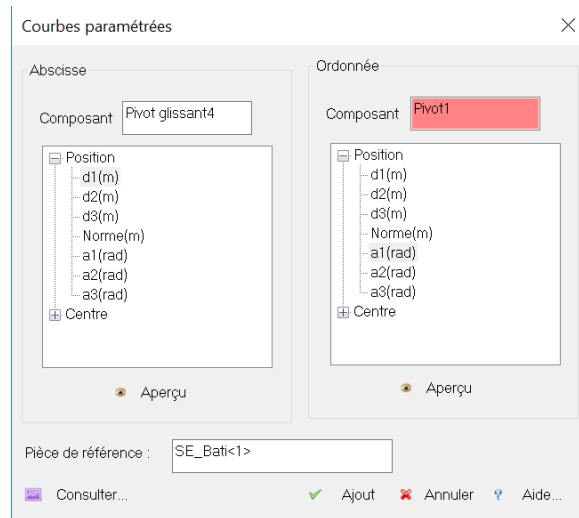 Courbes paramétrées
Abscisse
Composant
Pivot glissant4
Position
d1(m)
d2(m)
d3(m)
Norme(m)
a1(rad)
a2(rad)
a3(rad)
Centre
Aperçu
Ordonnée
Composant
Pivot1
Position
d1(m)
d2(m)
d3(m)
Norme(m)
a1(rad)
a2(rad)
a3(rad)
Centre
Aperçu
Pièce de référence : SE_Bati<1>
Consulter... Ajout Annuler Aide...